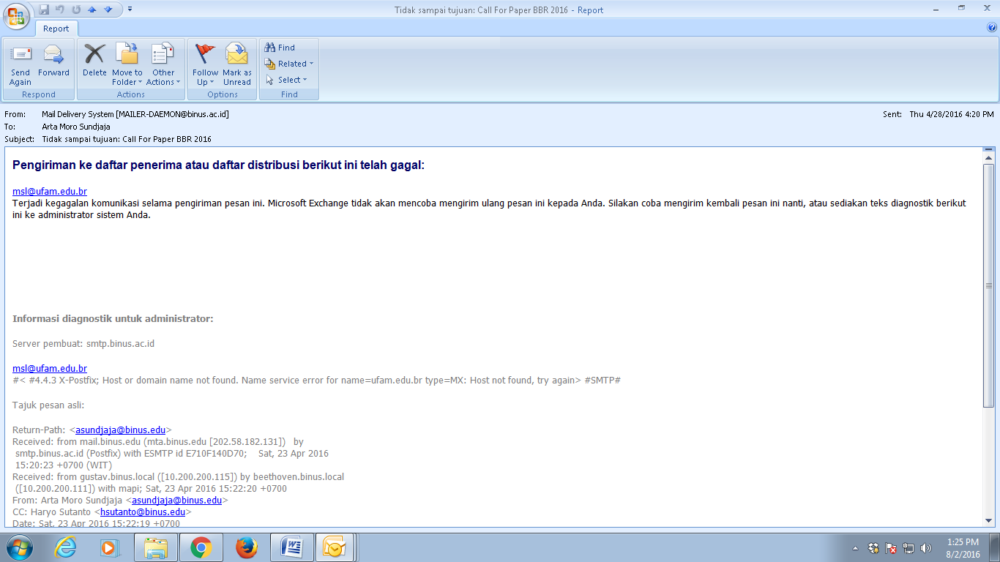 Tidak sampai tujuan: Call For Paper BBR 2016 - Report
Report
Send Again
Forward
Respond
Delete
Move to Folder
Other Actions
Actions
Follow Up
Mark as Unread
Options
Find
Related
Select
Find
From: Mail Delivery System [MAILER-DAEMON@binus.ac.id]
Sent: Thu 4/28/2016 4:20 PM
To: Arta Moro Sundjaja
Subject: Tidak sampai tujuan: Call For Paper BBR 2016
Pengiriman ke daftar penerima atau daftar distribusi berikut ini telah gagal:
msl@ufam.edu.br
Terjadi kegagalan komunikasi selama pengiriman pesan ini. Microsoft Exchange tidak akan mencoba mengirim ulang pesan ini kepada Anda. Silakan coba mengirim kembali pesan ini nanti, atau sediakan teks diagnostik berikut
ini ke administrator sistem Anda.
Informasi diagnostik untuk administrator:
Server pembuat: smtp.binus.ac.id
msl@ufam.edu.br
#< #4.4.3 X-Postfix; Host or domain name not found. Name service error for name=ufam.edu.br type=MX: Host not found, try again> #SMTP#
Tajuk pesan asli:
Return-Path: <asundjaja@binus.edu>
Received: from mail.binus.edu (mta.binus.edu [202.58.182.131]) by
smtp.binus.ac.id (Postfix) with ESMTP id E710F140D70; Sat, 23 Apr 2016
15:20:23 +0700 (WIT)
Received: from gustav.binus.local ([10.200.200.115]) by beethoven.binus.local
([10.200.200.111]) with mapi; Sat, 23 Apr 2016 15:22:20 +0700
From: Arta Moro Sundjaja <asundjaja@binus.edu>
CC: Haryo Sutanto <hsutanto@binus.edu>
Date: Sat, 23 Apr 2016 15:22:19 +0700
1:25 PM
8/2/2016